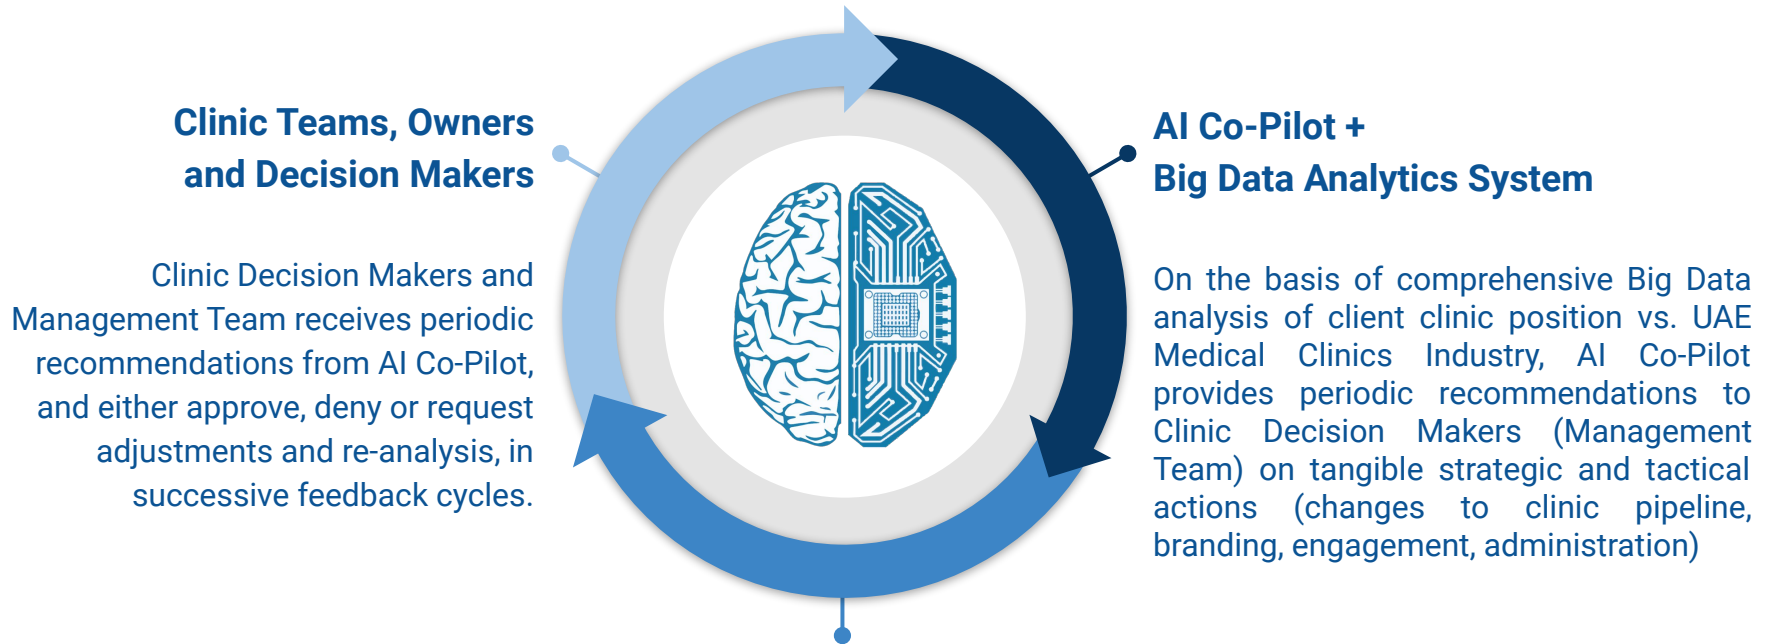 Clinic Teams, Owners
and Decision Makers
Clinic Decision Makers and
Management Team receives periodic
recommendations from AI Co-Pilot,
and either approve, deny or request
adjustments and re-analysis, in
successive feedback cycles.
AI Co-Pilot +
Big Data Analytics System
On the basis of comprehensive Big Data
analysis of client clinic position vs. UAE
Medical Clinics Industry, AI Co-Pilot
provides periodic recommendations to
Clinic Decision Makers (Management
Team) on tangible strategic and tactical
actions (changes to clinic pipeline,
branding, engagement, administration)